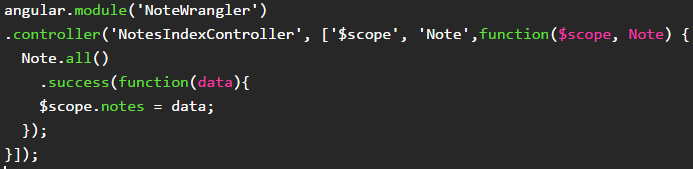 angular.module('NoteWrangler')
.controller('NotesIndexController', ['$scope', 'Note',function($scope, Note) {
  Note.all()
    .success(function(data){
    $scope.notes = data;
  });
}]);